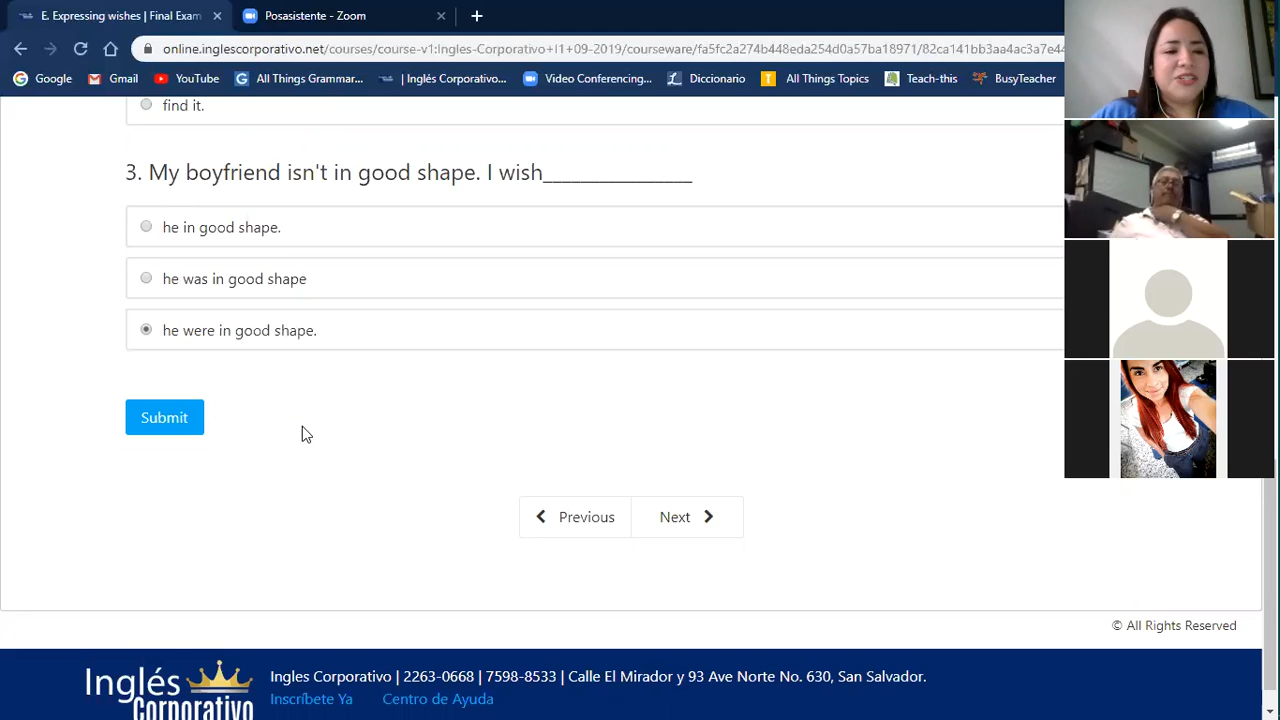 E. Expressing wishes | Final Exam
Posasistente - Zoom
online.inglescorporativo.net/courses/course-v1:Ingles-Corporativo+I1+09-2019/courseware/fa5fc2a274b448eda254d0a57ba18971/82ca141bb3aa4ac3a7e44
Google
Gmail
YouTube
All Things Grammar...
| Inglés Corporativo...
Video Conferencing...
Diccionario
All Things Topics
Teach-this
BusyTeacher
find it.
3. My boyfriend isn't in good shape. I wish________________
he in good shape.
he was in good shape
he were in good shape.
Submit
Previous
Next
© All Rights Reserved
Inglés
Corporativo
Ingles Corporativo | 2263-0668 | 7598-8533 | Calle El Mirador y 93 Ave Norte No. 630, San Salvador.
Inscríbete Ya
Centro de Ayuda